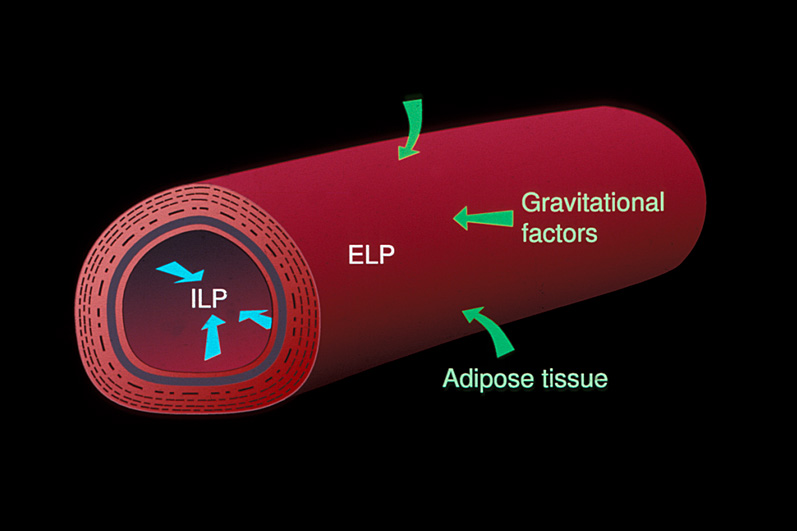 Gravitational
factors
ELP
ILP
Adipose tissue